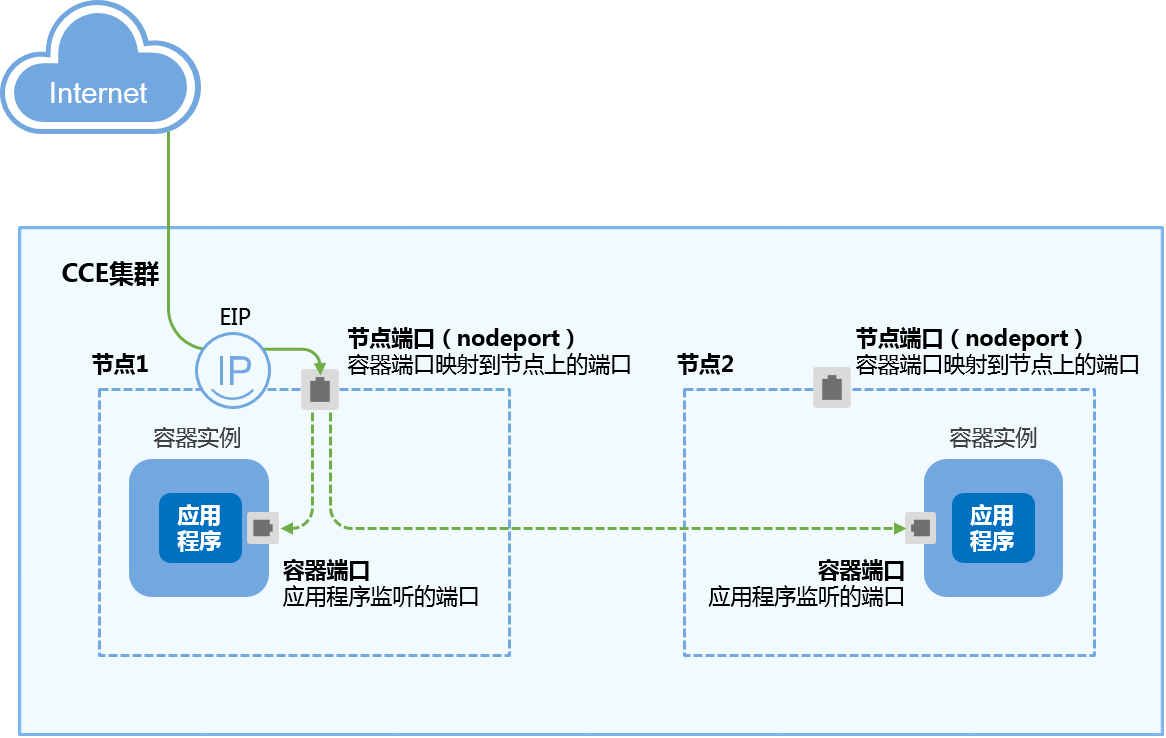 Internet
CCE集群
EIP
IP
节点1
节点端口（nodeport）
容器端口映射到节点上的端口
容器实例
应用
程序
容器端口
应用程序监听的端口
节点2
节点端口（nodeport）
容器端口映射到节点上的端口
容器实例
应用
程序
容器端口
应用程序监听的端口